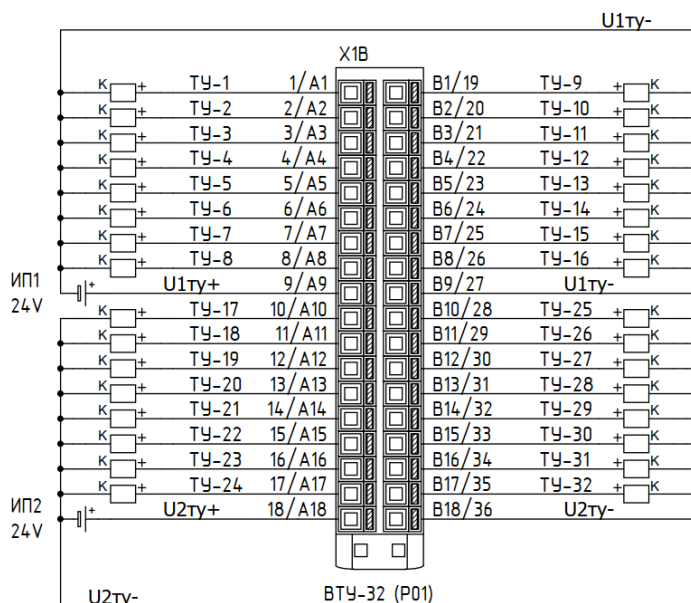 U1ту-
X1B
К + ТУ-1 1/A1 B1/19 ТУ-9 + К
К + ТУ-2 2/A2 B2/20 ТУ-10 + К
К + ТУ-3 3/A3 B3/21 ТУ-11 + К
К + ТУ-4 4/A4 B4/22 ТУ-12 + К
К + ТУ-5 5/A5 B5/23 ТУ-13 + К
К + ТУ-6 6/A6 B6/24 ТУ-14 + К
К + ТУ-7 7/A7 B7/25 ТУ-15 + К
К + ТУ-8 8/A8 B8/26 ТУ-16 + К
ИП1 + U1ту+ 9/A9 B9/27 U1ту-
24V
К + ТУ-17 10/A10 B10/28 ТУ-25 + К
К + ТУ-18 11/A11 B11/29 ТУ-26 + К
К + ТУ-19 12/A12 B12/30 ТУ-27 + К
К + ТУ-20 13/A13 B13/31 ТУ-28 + К
К + ТУ-21 14/A14 B14/32 ТУ-29 + К
К + ТУ-22 15/A15 B15/33 ТУ-30 + К
К + ТУ-23 16/A16 B16/34 ТУ-31 + К
К + ТУ-24 17/A17 B17/35 ТУ-32 + К
ИП2 + U2ту+ 18/A18 B18/36 U2ту-
24V
U2ту- ВТУ-32 (P01)